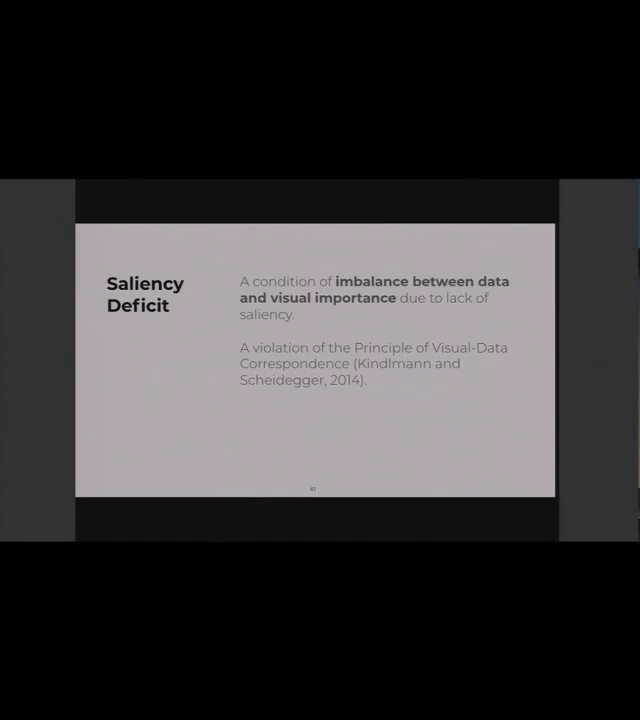 Saliency
Deficit
A condition of imbalance between data
and visual importance due to lack of
saliency.
A violation of the Principle of Visual-Data
Correspondence (Kindlmann and
Scheidegger, 2014).